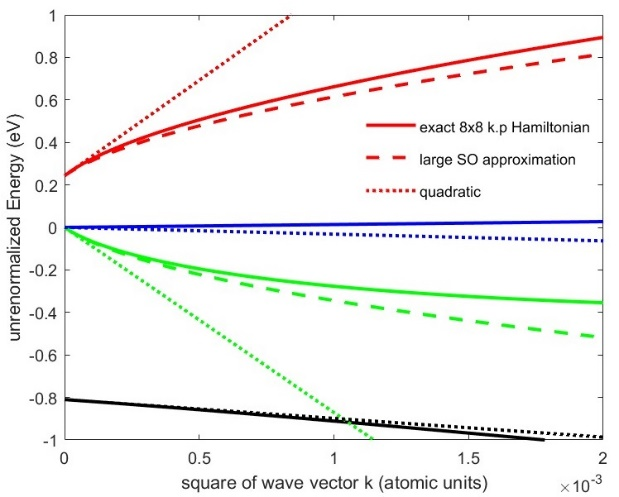 1
0.8
0.6
exact 8x8 k.p Hamiltonian
0.4
large SO approximation
0.2
quadratic
0
-0.2
-0.4
-0.6
-0.8
-1
unrenormalized Energy (eV)
0 0.5 1 1.5 2
×10⁻³
square of wave vector k (atomic units)